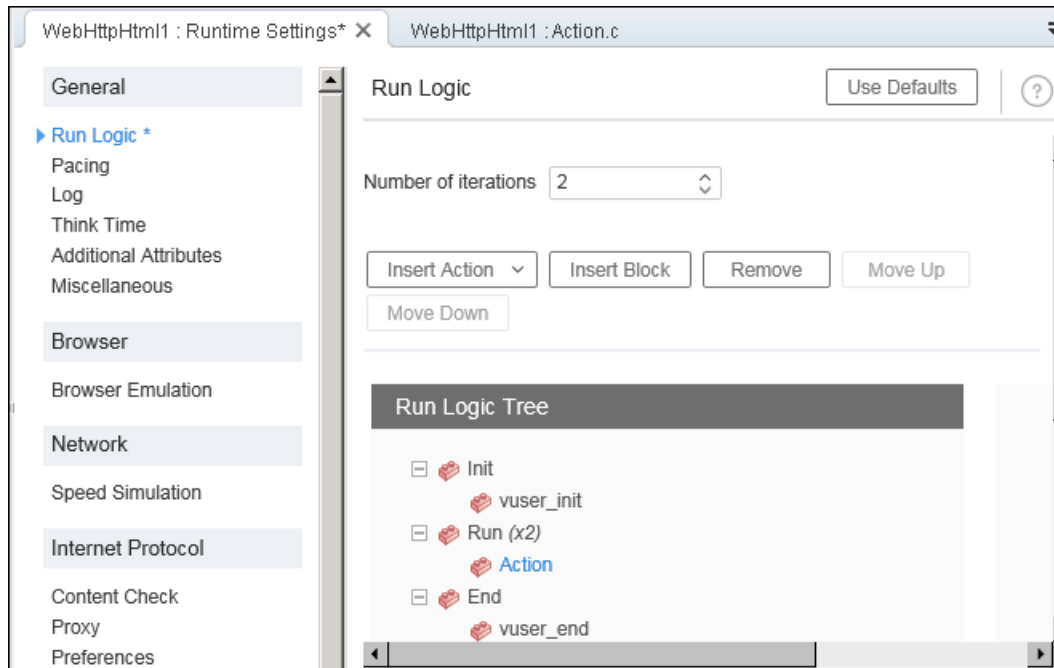 WebHttpHtml1 : Runtime Settings*
WebHttpHtml1 : Action.c
General
Run Logic *
Pacing
Log
Think Time
Additional Attributes
Miscellaneous
Browser
Browser Emulation
Network
Speed Simulation
Internet Protocol
Content Check
Proxy
Preferences
Run Logic
Use Defaults
?
Number of iterations 2
Insert Action
Insert Block
Remove
Move Up
Move Down
Run Logic Tree
Init
vuser_init
Run (x2)
Action
End
vuser_end